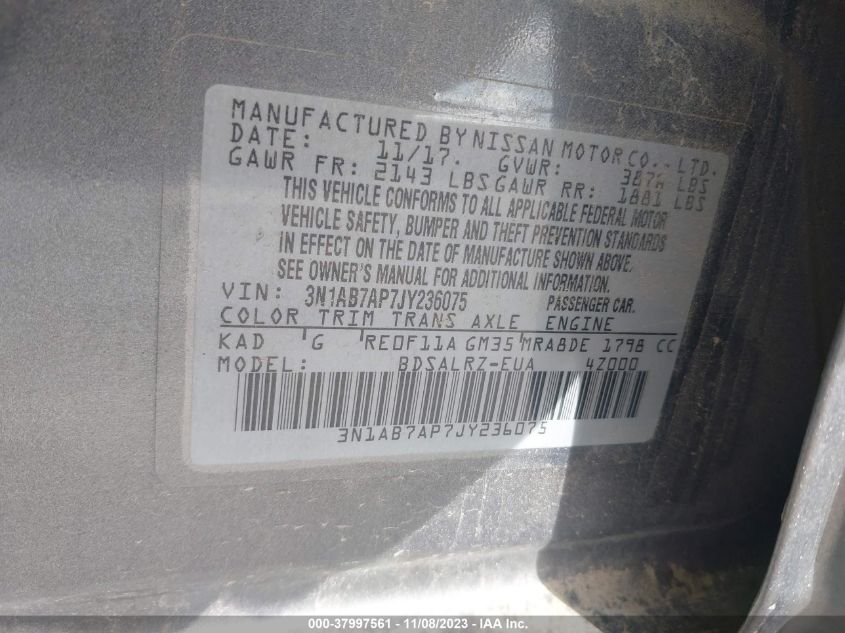 MANUFACTURED BY NISSAN MOTOR CO., LTD.
DATE: 11/17. GVWR: 3876 LBS
GAWR FR: 2143 LBS GAWR RR: 1881 LBS
THIS VEHICLE CONFORMS TO ALL APPLICABLE FEDERAL MOTOR
VEHICLE SAFETY, BUMPER AND THEFT PREVENTION STANDARDS
IN EFFECT ON THE DATE OF MANUFACTURE SHOWN ABOVE.
SEE OWNER'S MANUAL FOR ADDITIONAL INFORMATION.
VIN: 3N1AB7AP7JY236075 PASSENGER CAR.
COLOR TRIM TRANS AXLE ENGINE
KAD G RE0F11A GM35 MRA8DE 1798 CC
MODEL: BDSALRZ-EUA 4Z000
3N1AB7AP7JY236075
000-37997561 - 11/08/2023 - IAA Inc.